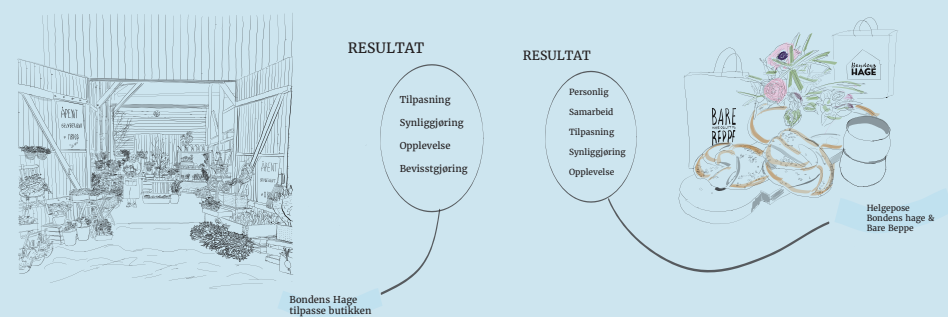 RESULTAT
Tilpasning
Synliggjøring
Opplevelse
Bevisstgjøring
Bondens Hage
tilpasse butikken
RESULTAT
Personlig
Samarbeid
Tilpasning
Synliggjøring
Opplevelse
Helgepose
Bondens hage &
Bare Beppe
BARE
BEPPE
Bondens
HAGE
ÅPENT
ÅPENT